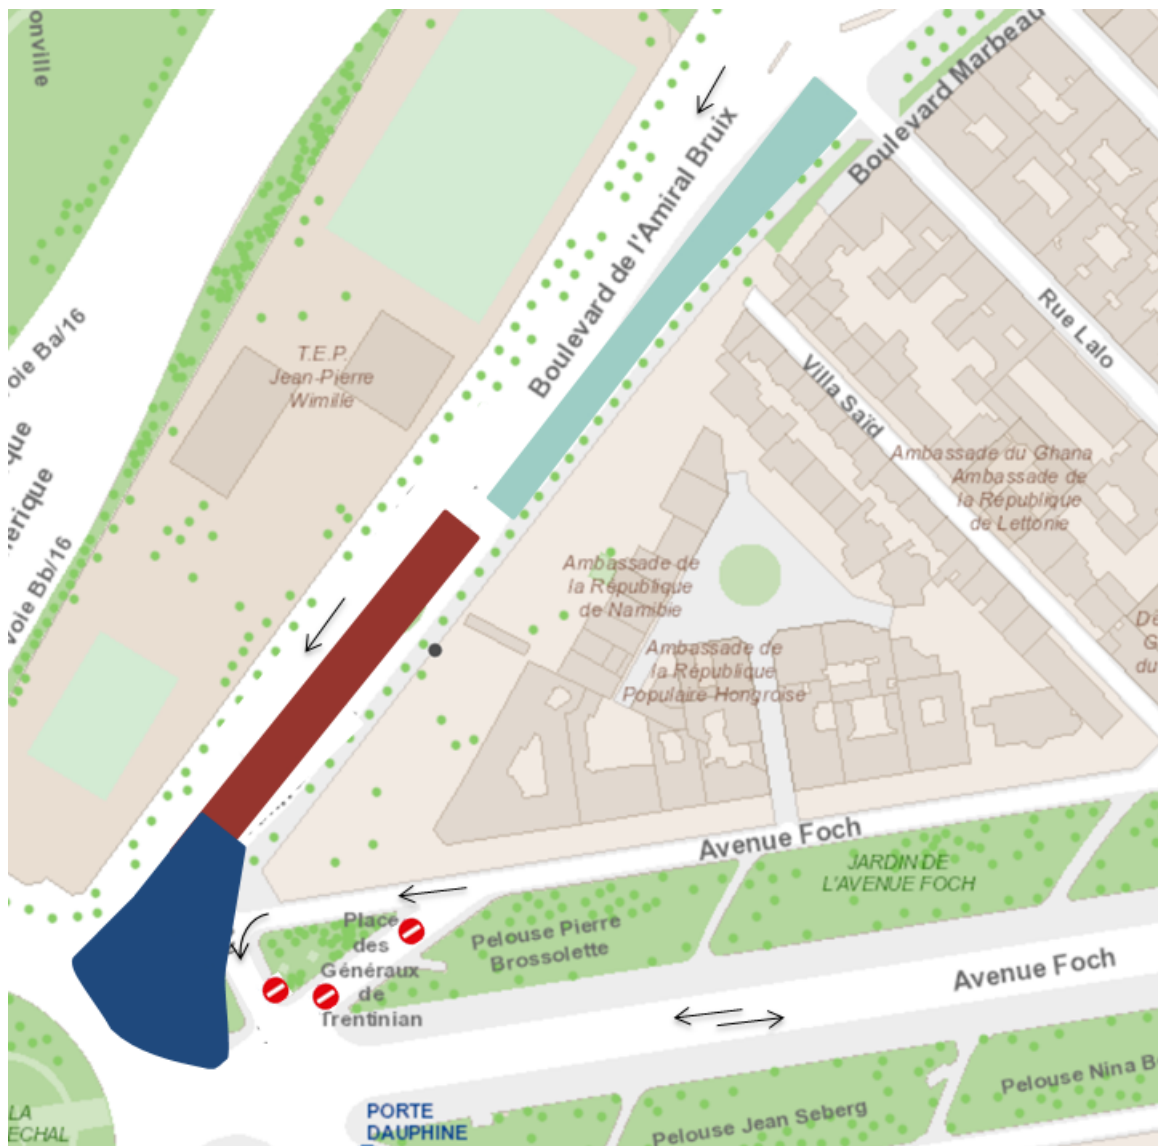 onville
Boulevard Marbeau
Boulevard de l'Amiral Bruix
Rue Lalo
oie Ba/16
T.E.P.
Jean-Pierre
Wimille
Villa Saïd
que
Ambassade du Ghana
Ambassade de
la République
de Lettonie
érique
Voie Bb/16
Ambassade de
la République
de Namibie
Dé
G
du
Ambassade de
la République
Populaire Hongroise
Avenue Foch
JARDIN DE
L'AVENUE FOCH
Place
des
Généraux
de
Trentinian
Pelouse Pierre
Brossolette
Avenue Foch
LA
ECHAL
PORTE
DAUPHINE
Pelouse Jean Seberg
Pelouse Nina B